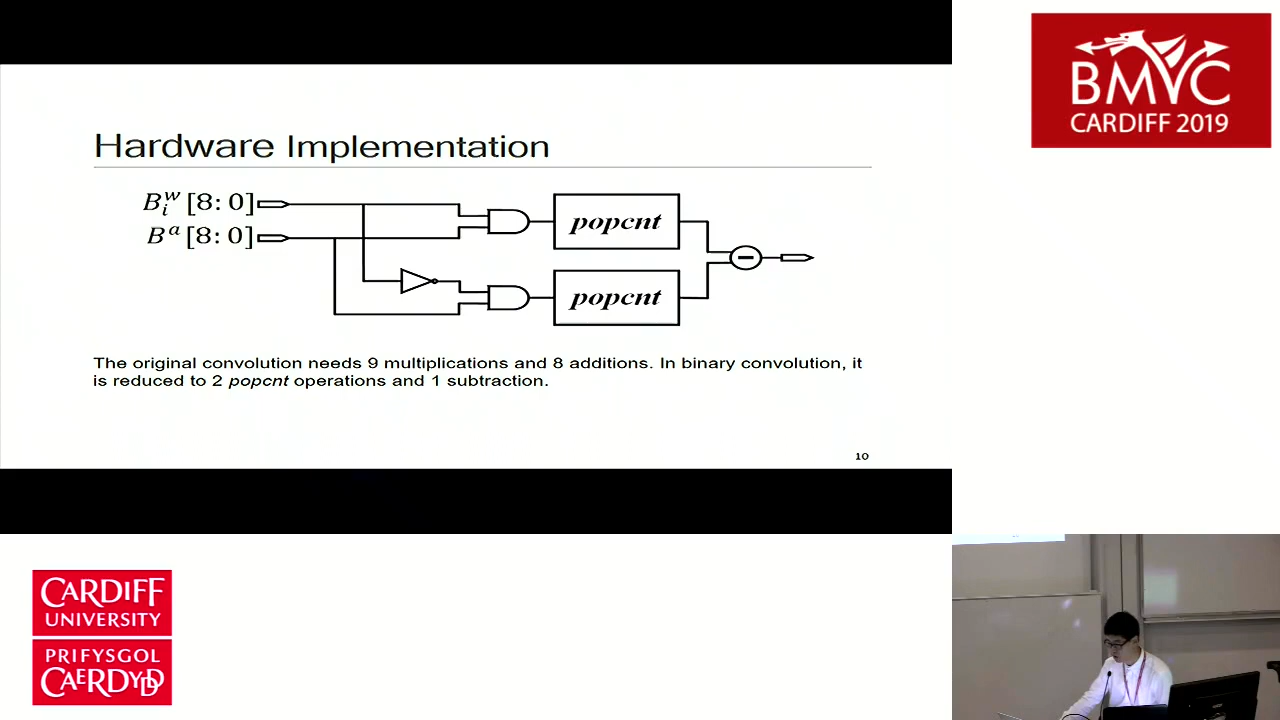 BMVC
CARDIFF 2019
Hardware Implementation
B_i^w [8: 0]
B^a [8: 0]
popcnt
popcnt
The original convolution needs 9 multiplications and 8 additions. In binary convolution, it
is reduced to 2 popcnt operations and 1 subtraction.
10
CARDIFF
UNIVERSITY
PRIFYSGOL
CAERDYDD